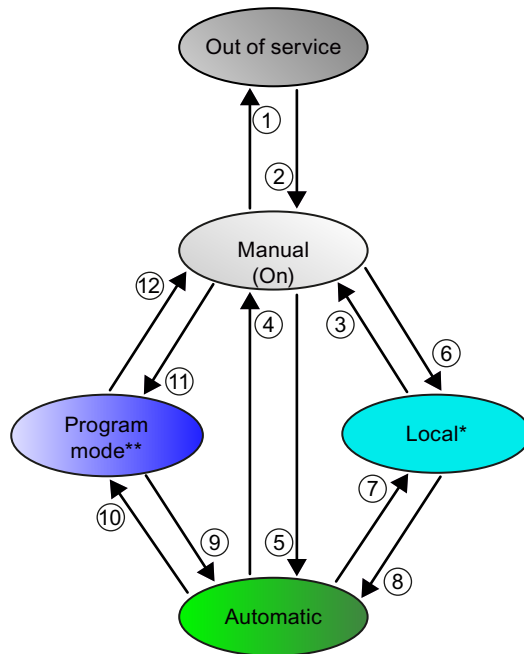 Out of service
①
②
Manual
(On)
⑫
④
③
⑥
⑪
Program
mode**
Local*
⑦
⑩
⑨
⑤
⑧
Automatic